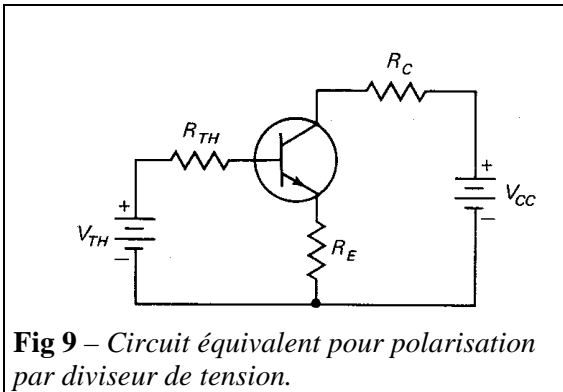 R_C
R_TH
+
V_CC
−
+
V_TH
−
R_E
Fig 9 – Circuit équivalent pour polarisation
par diviseur de tension.